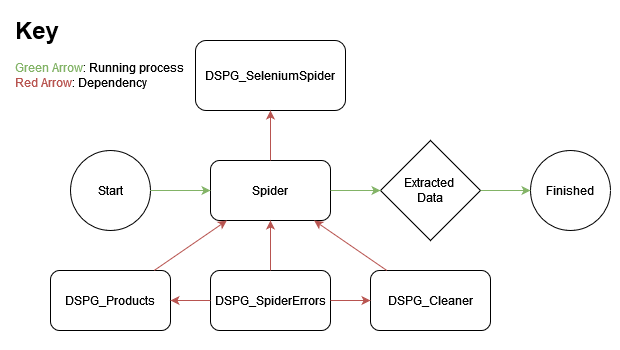 Key
Green Arrow: Running process
Red Arrow: Dependency
DSPG_SeleniumSpider
Start
Spider
Extracted
Data
Finished
DSPG_Products
DSPG_SpiderErrors
DSPG_Cleaner